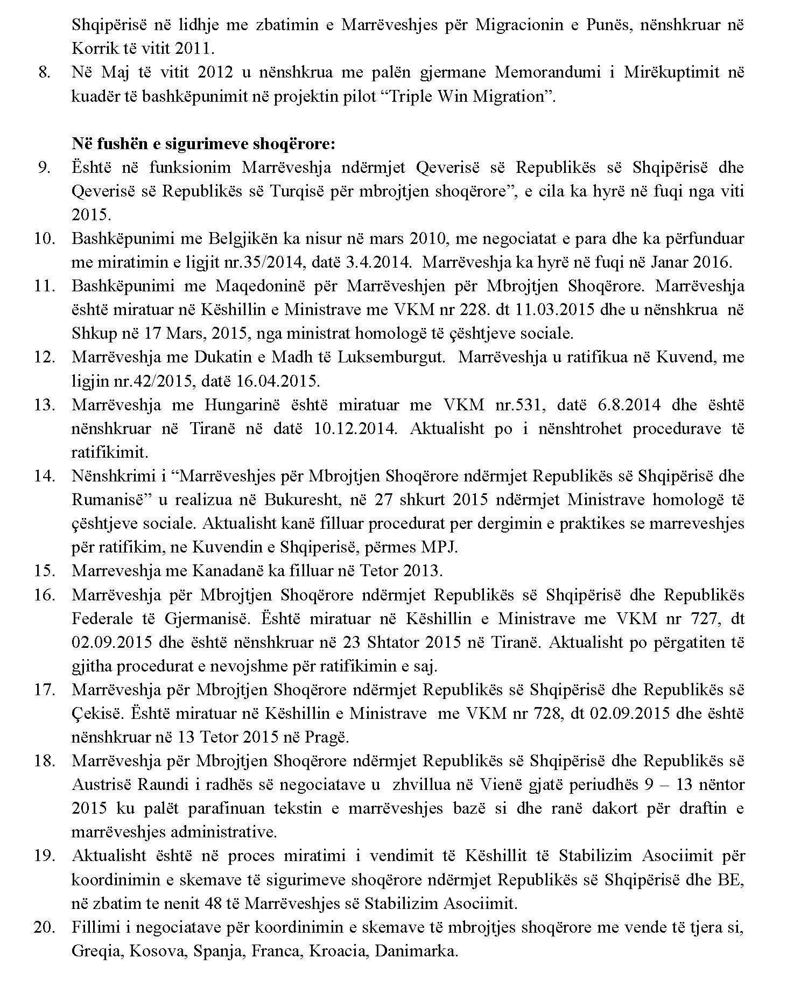 Shqipërisë në lidhje me zbatimin e Marrëveshjes për Migracionin e Punës, nënshkruar në
Korrik të vitit 2011.
8. Në Maj të vitit 2012 u nënshkrua me palën gjermane Memorandumi i Mirëkuptimit në
kuadër të bashkëpunimit në projektin pilot “Triple Win Migration”.
Në fushën e sigurimeve shoqërore:
9. Është në funksionim Marrëveshja ndërmjet Qeverisë së Republikës së Shqipërisë dhe
Qeverisë së Republikës së Turqisë për mbrojtjen shoqërore”, e cila ka hyrë në fuqi nga viti
2015.
10. Bashkëpunimi me Belgjikën ka nisur në mars 2010, me negociatat e para dhe ka përfunduar
me miratimin e ligjit nr.35/2014, datë 3.4.2014. Marrëveshja ka hyrë në fuqi në Janar 2016.
11. Bashkëpunimi me Maqedoninë për Marrëveshjen për Mbrojtjen Shoqërore. Marrëveshja
është miratuar në Këshillin e Ministrave me VKM nr 228. dt 11.03.2015 dhe u nënshkrua në
Shkup në 17 Mars, 2015, nga ministrat homologë të çështjeve sociale.
12. Marrëveshja me Dukatin e Madh të Luksemburgut. Marrëveshja u ratifikua në Kuvend, me
ligjin nr.42/2015, datë 16.04.2015.
13. Marrëveshja me Hungarinë është miratuar me VKM nr.531, datë 6.8.2014 dhe është
nënshkruar në Tiranë në datë 10.12.2014. Aktualisht po i nënshtrohet procedurave të
ratifikimit.
14. Nënshkrimi i “Marrëveshjes për Mbrojtjen Shoqërore ndërmjet Republikës së Shqipërisë dhe
Rumanisë” u realizua në Bukuresht, në 27 shkurt 2015 ndërmjet Ministrave homologë të
çështjeve sociale. Aktualisht kanë filluar procedurat per dergimin e praktikes se marreveshjes
për ratifikim, ne Kuvendin e Shqiperisë, përmes MPJ.
15. Marreveshja me Kanadanë ka filluar në Tetor 2013.
16. Marrëveshja për Mbrojtjen Shoqërore ndërmjet Republikës së Shqipërisë dhe Republikës
Federale të Gjermanisë. Është miratuar në Këshillin e Ministrave me VKM nr 727, dt
02.09.2015 dhe është nënshkruar në 23 Shtator 2015 në Tiranë. Aktualisht po përgatiten të
gjitha procedurat e nevojshme për ratifikimin e saj.
17. Marrëveshja për Mbrojtjen Shoqërore ndërmjet Republikës së Shqipërisë dhe Republikës së
Çekisë. Është miratuar në Këshillin e Ministrave me VKM nr 728, dt 02.09.2015 dhe është
nënshkruar në 13 Tetor 2015 në Pragë.
18. Marrëveshja për Mbrojtjen Shoqërore ndërmjet Republikës së Shqipërisë dhe Republikës së
Austrisë Raundi i radhës së negociatave u zhvillua në Vienë gjatë periudhës 9 – 13 nëntor
2015 ku palët parafinuan tekstin e marrëveshjes bazë si dhe ranë dakort për draftin e
marrëveshjes administrative.
19. Aktualisht është në proces miratimi i vendimit të Këshillit të Stabilizim Asociimit për
koordinimin e skemave të sigurimeve shoqërore ndërmjet Republikës së Shqipërisë dhe BE,
në zbatim te nenit 48 të Marrëveshjes së Stabilizim Asociimit.
20. Fillimi i negociatave për koordinimin e skemave të mbrojtjes shoqërore me vende të tjera si,
Greqia, Kosova, Spanja, Franca, Kroacia, Danimarka.